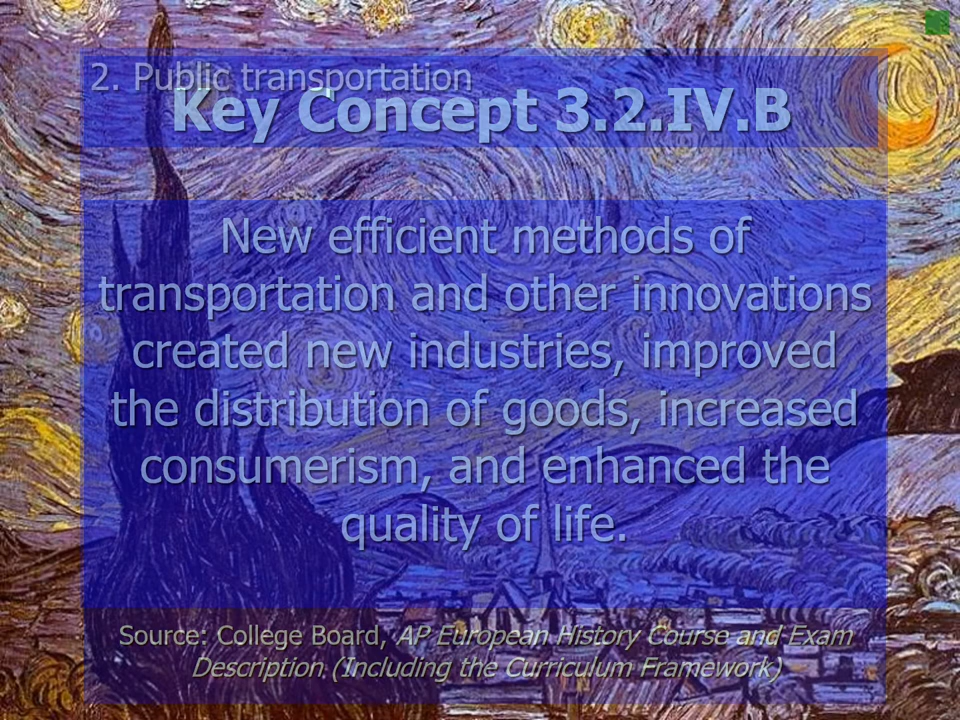 2. Public transportation
Key Concept 3.2.IV.B
New efficient methods of
transportation and other innovations
created new industries, improved
the distribution of goods, increased
consumerism, and enhanced the
quality of life.
Source: College Board, AP European History Course and Exam
Description (Including the Curriculum Framework)